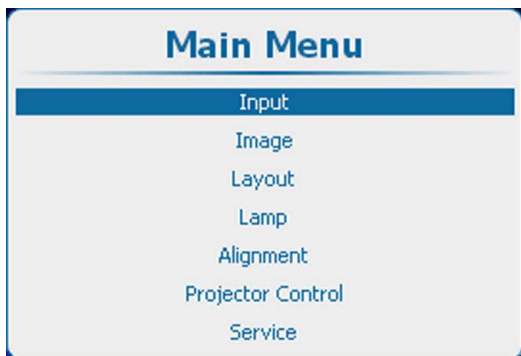 Main Menu
Input
Image
Layout
Lamp
Alignment
Projector Control
Service